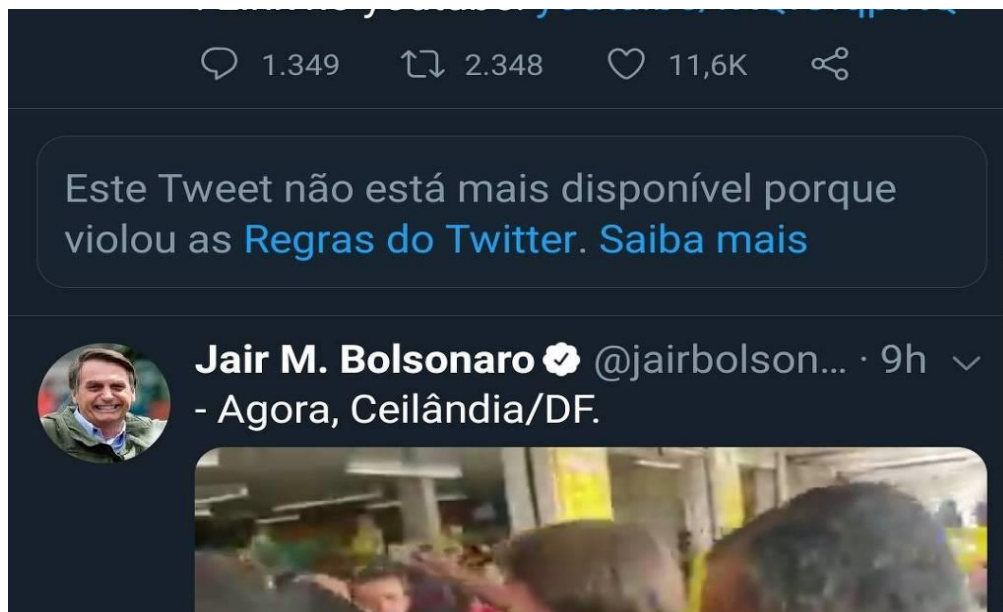 1.349 2.348 11,6K
Este Tweet não está mais disponível porque
violou as Regras do Twitter. Saiba mais
Jair M. Bolsonaro @jairbolson... · 9h
- Agora, Ceilândia/DF.